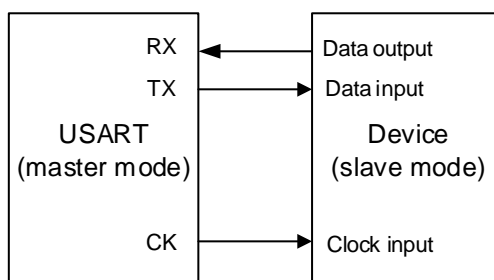 RX
TX
USART
(master mode)
CK
Data output
Data input
Device
(slave mode)
Clock input